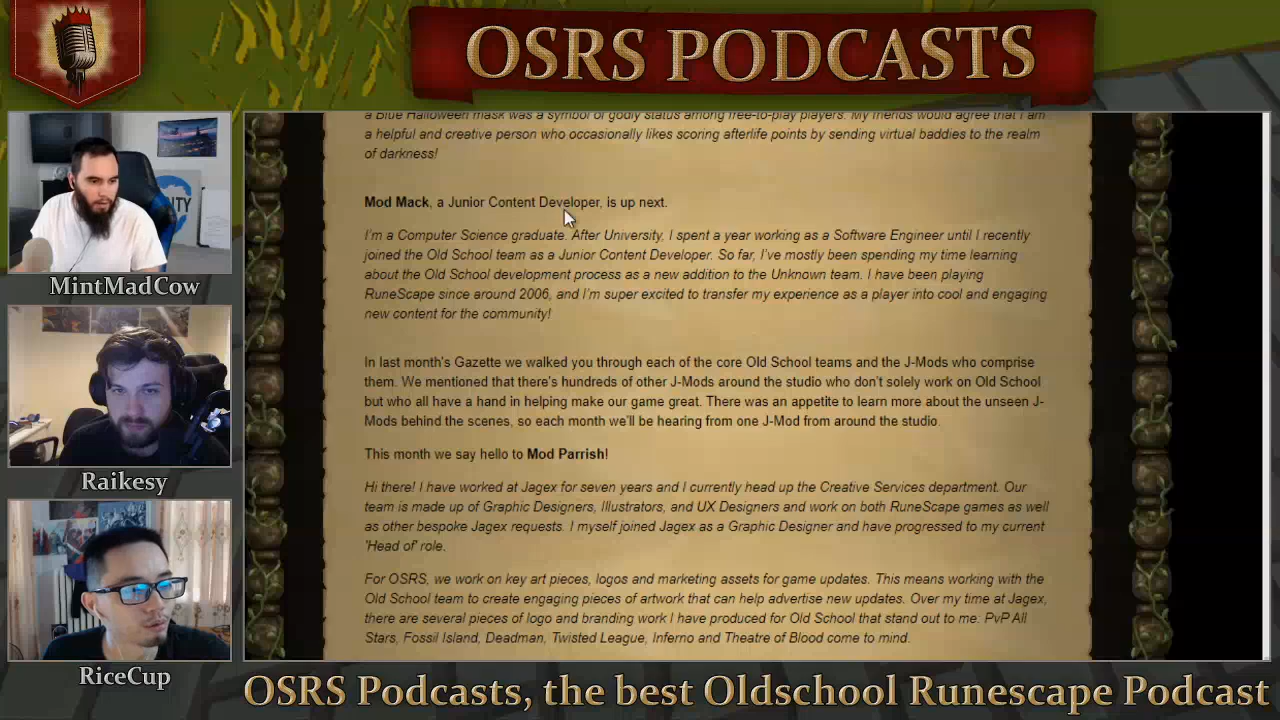 OSRS PODCASTS
a Blue Halloween mask was a symbol of godly status among free-to-play players. My friends would agree that I am
a helpful and creative person who occasionally likes scoring afterlife points by sending virtual baddies to the realm
of darkness!
Mod Mack, a Junior Content Developer, is up next.
I'm a Computer Science graduate. After University, I spent a year working as a Software Engineer until I recently
joined the Old School team as a Junior Content Developer. So far, I've mostly been spending my time learning
about the Old School development process as a new addition to the Unknown team. I have been playing
RuneScape since around 2006, and I'm super excited to transfer my experience as a player into cool and engaging
new content for the community!
In last month's Gazette we walked you through each of the core Old School teams and the J-Mods who comprise
them. We mentioned that there's hundreds of other J-Mods around the studio who don't solely work on Old School
but who all have a hand in helping make our game great. There was an appetite to learn more about the unseen J-
Mods behind the scenes, so each month we'll be hearing from one J-Mod from around the studio.
This month we say hello to Mod Parrish!
Hi there! I have worked at Jagex for seven years and I currently head up the Creative Services department. Our
team is made up of Graphic Designers, Illustrators, and UX Designers and work on both RuneScape games as well
as other bespoke Jagex requests. I myself joined Jagex as a Graphic Designer and have progressed to my current
'Head of' role.
For OSRS, we work on key art pieces, logos and marketing assets for game updates. This means working with the
Old School team to create engaging pieces of artwork that can help advertise new updates. Over my time at Jagex,
there are several pieces of logo and branding work I have produced for Old School that stand out to me: PvP All
Stars, Fossil Island, Deadman, Twisted League, Inferno and Theatre of Blood come to mind.
MintMadCow
Raikesy
RiceCup
OSRS Podcasts, the best Oldschool Runescape Podcast